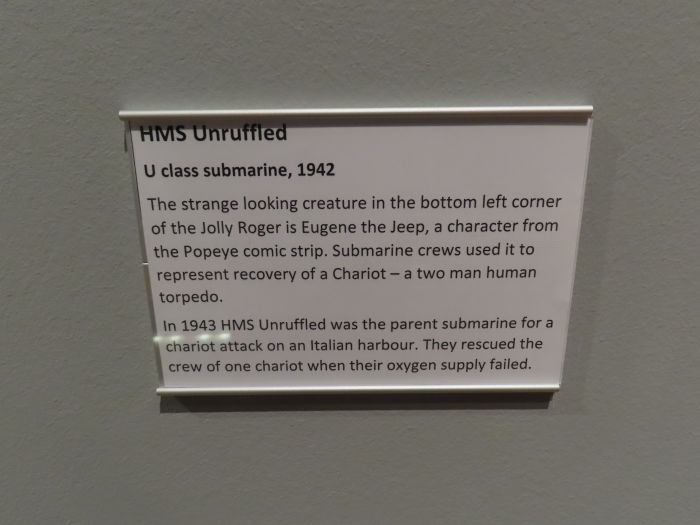 HMS Unruffled
U class submarine, 1942
The strange looking creature in the bottom left corner
of the Jolly Roger is Eugene the Jeep, a character from
the Popeye comic strip. Submarine crews used it to
represent recovery of a Chariot – a two man human
torpedo.
In 1943 HMS Unruffled was the parent submarine for a
chariot attack on an Italian harbour. They rescued the
crew of one chariot when their oxygen supply failed.